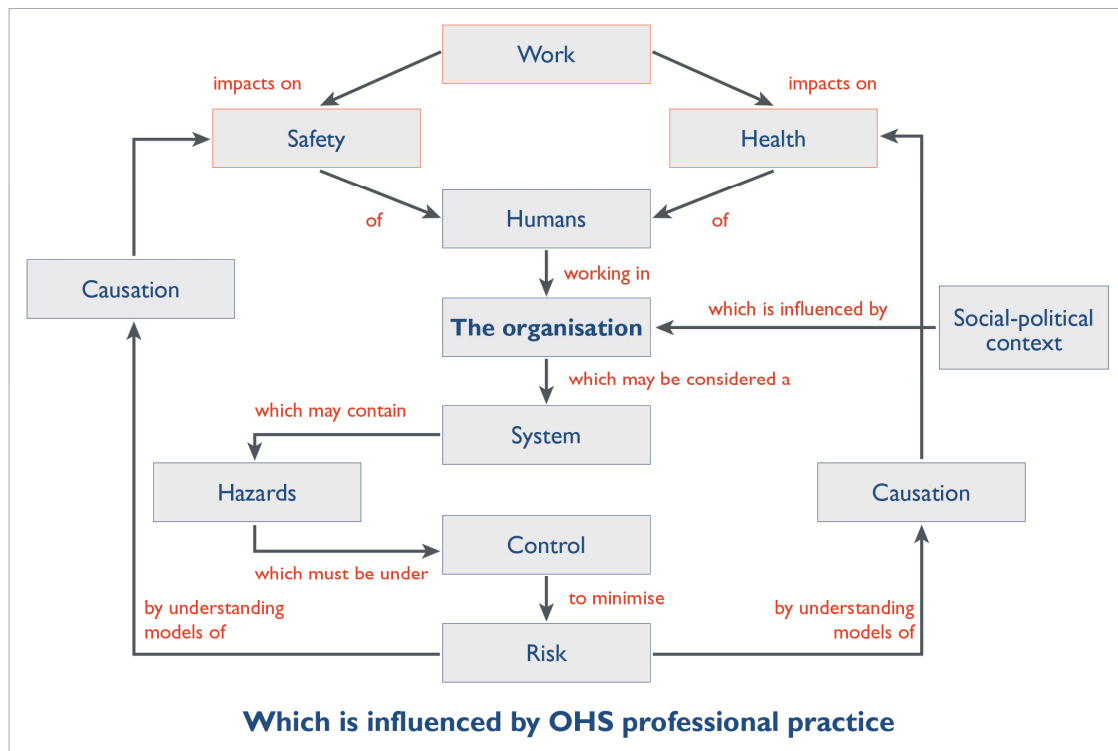 Work
impacts on
impacts on
Safety
Health
of
Humans
of
working in
Causation
The organisation
which is influenced by
Social-political
context
which may be considered a
which may contain
System
Hazards
Causation
Control
which must be under
to minimise
by understanding
models of
by understanding
models of
Risk
Which is influenced by OHS professional practice